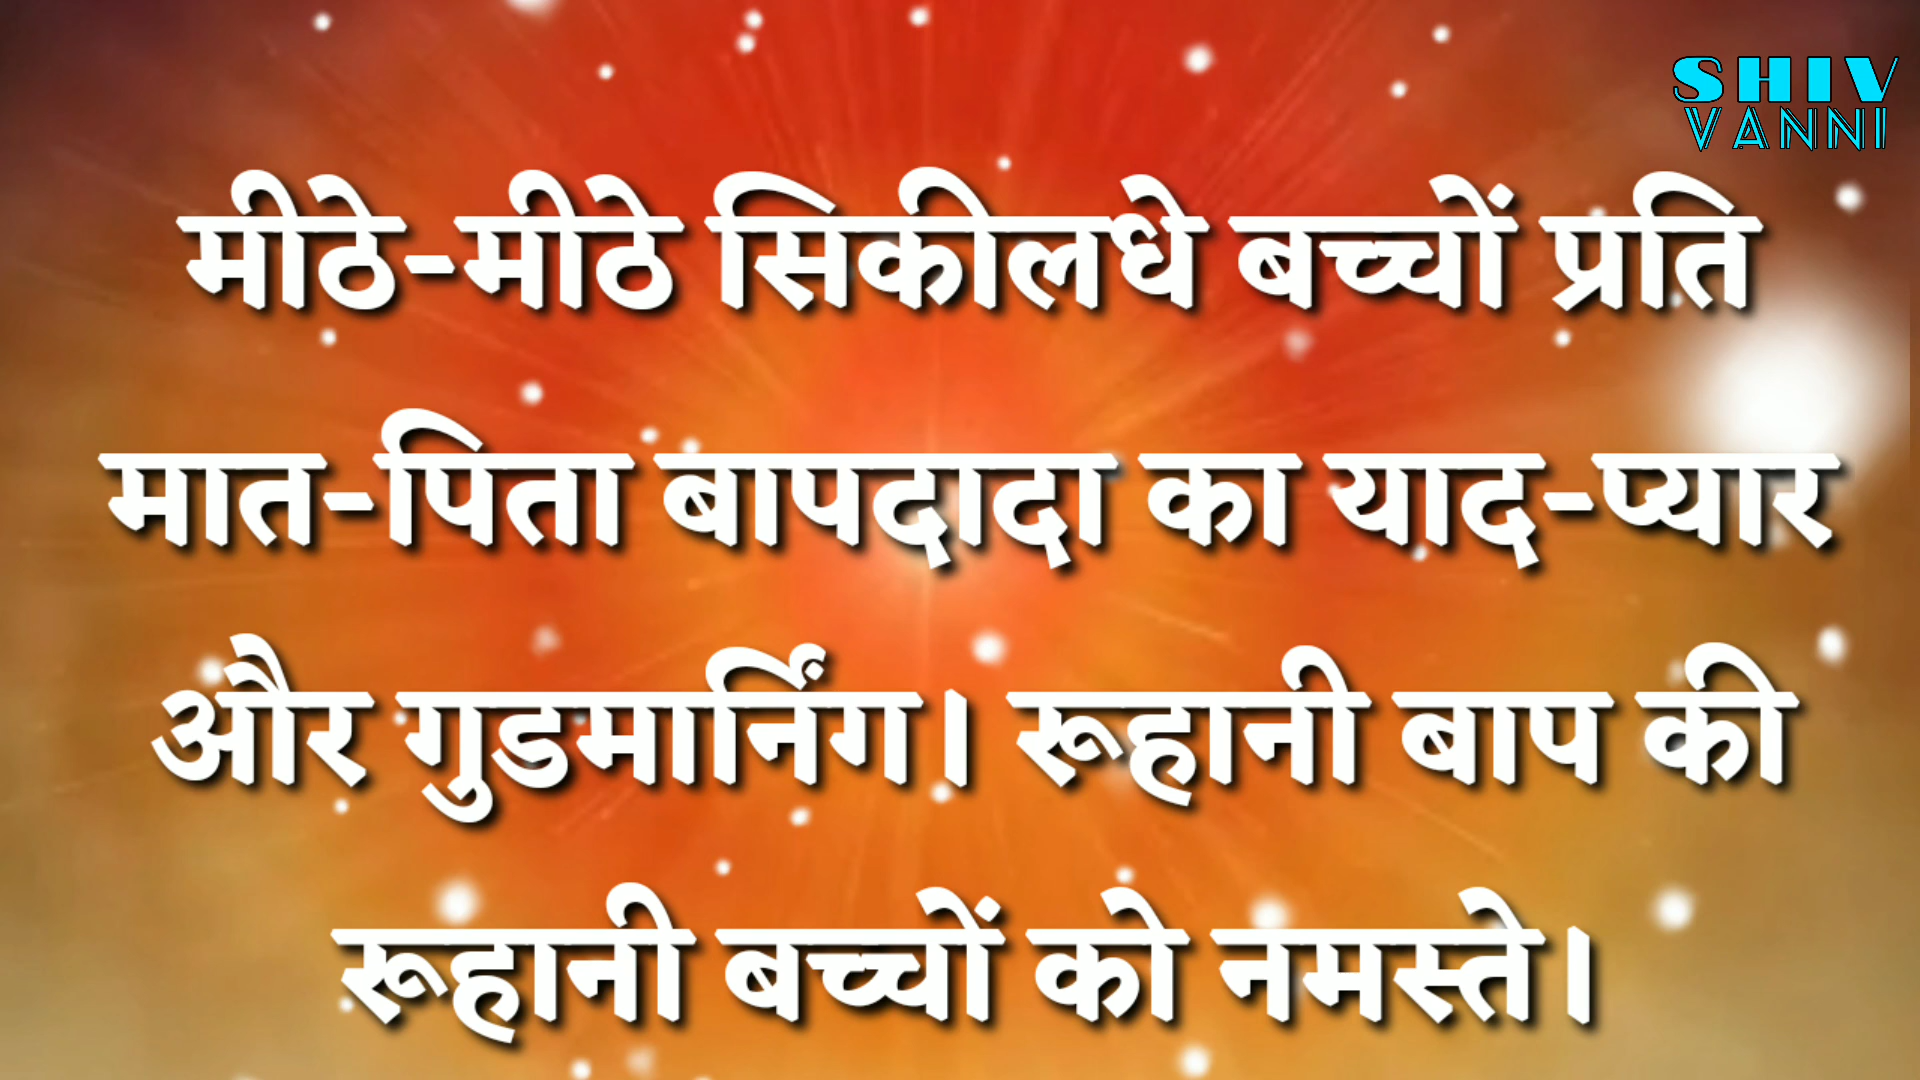 SHIV
VANNI
मीठे-मीठे सिकीलधे बच्चों प्रति
मात-पिता बापदादा का याद-प्यार
और गुडमार्निंग। रूहानी बाप की
रूहानी बच्चों को नमस्ते।